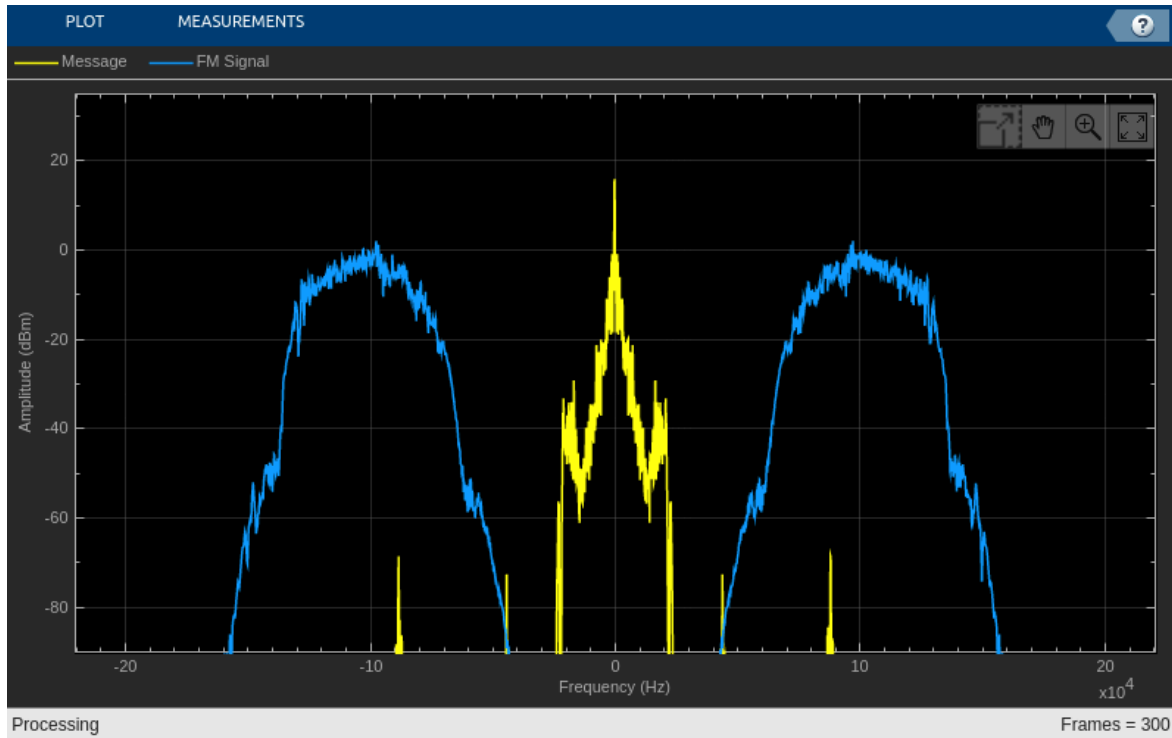 PLOT MEASUREMENTS ?
Message FM Signal
20
0
-20
-40
-60
-80
Amplitude (dBm)
-20 -10 0 10 20
Frequency (Hz)
x10^4
Processing Frames = 300